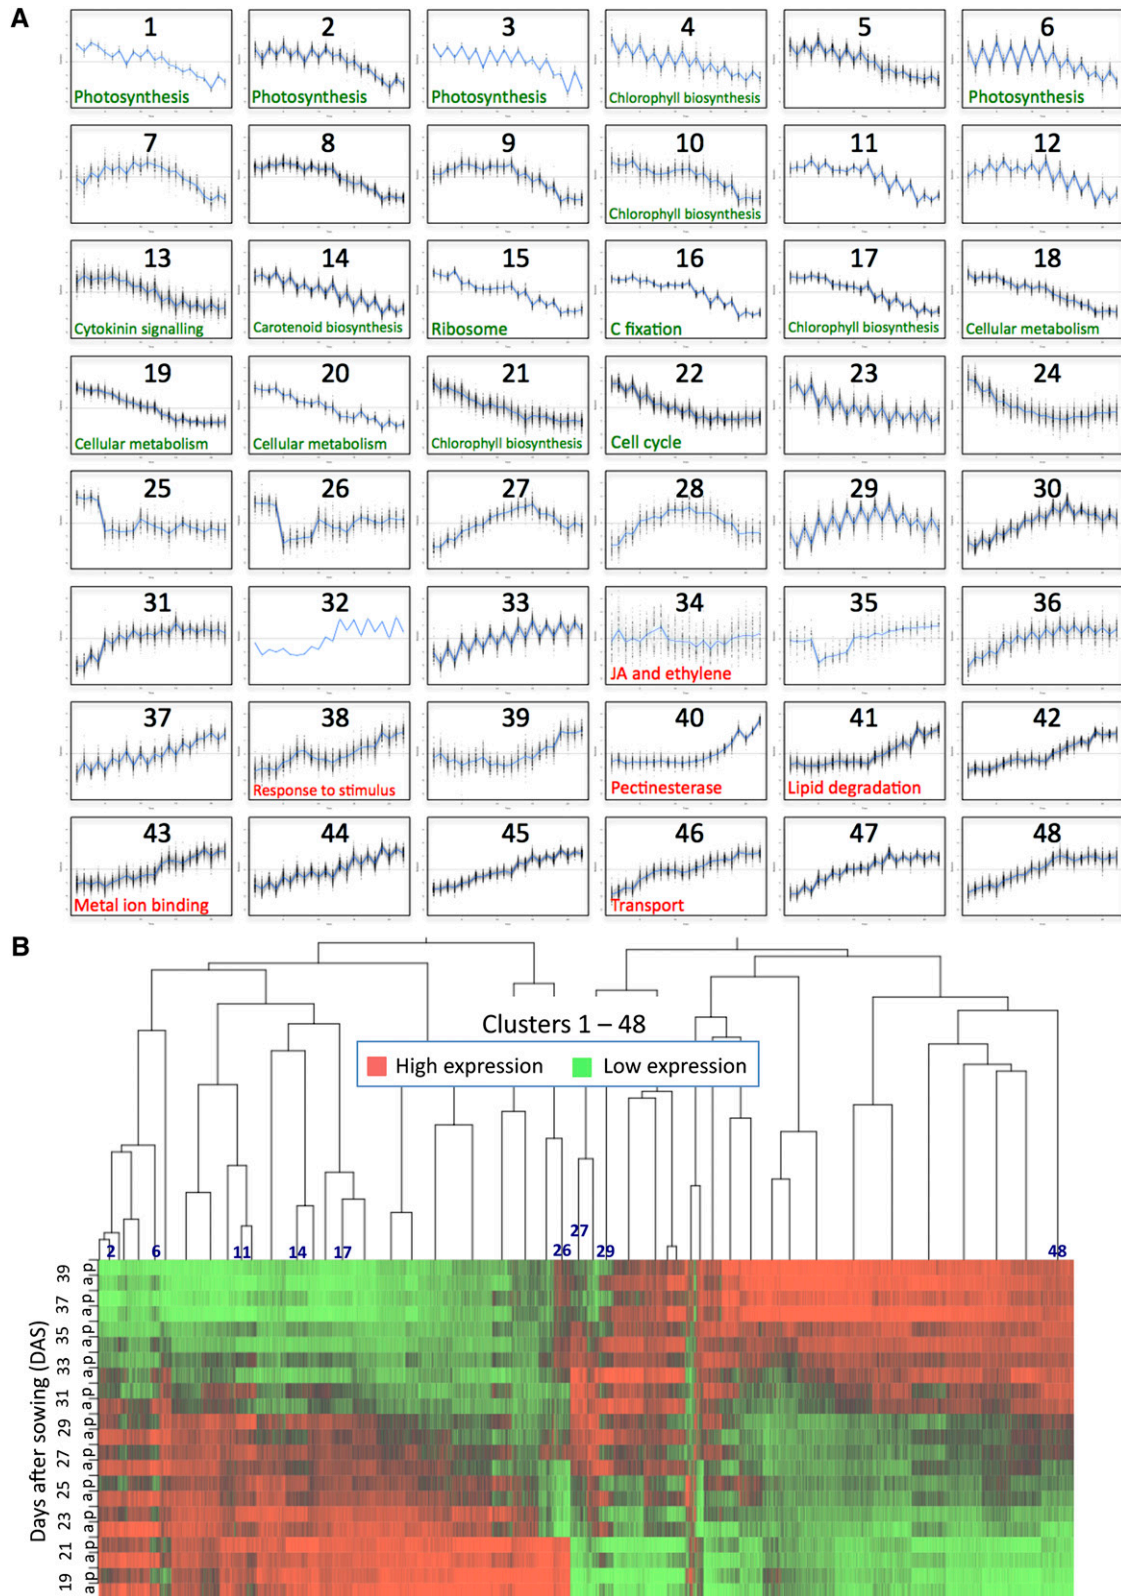 A
1 2 3 4 5 6
Photosynthesis Photosynthesis Photosynthesis Chlorophyll biosynthesis Photosynthesis
7 8 9 10 11 12
Chlorophyll biosynthesis
13 14 15 16 17 18
Cytokinin signalling Carotenoid biosynthesis Ribosome C fixation Chlorophyll biosynthesis Cellular metabolism
19 20 21 22 23 24
Cellular metabolism Cellular metabolism Chlorophyll biosynthesis Cell cycle
25 26 27 28 29 30
31 32 33 34 35 36
JA and ethylene
37 38 39 40 41 42
Response to stimulus Pectinesterase Lipid degradation
43 44 45 46 47 48
Metal ion binding Transport
B
Clusters 1 – 48
High expression Low expression
2 6 11 14 17 26 27 29 48
Days after sowing (DAS)
39 a p
37 a p
35 a p
33 a p
31 a p
29 a p
27 a p
25 a p
23 a p
21 a p
19 a p